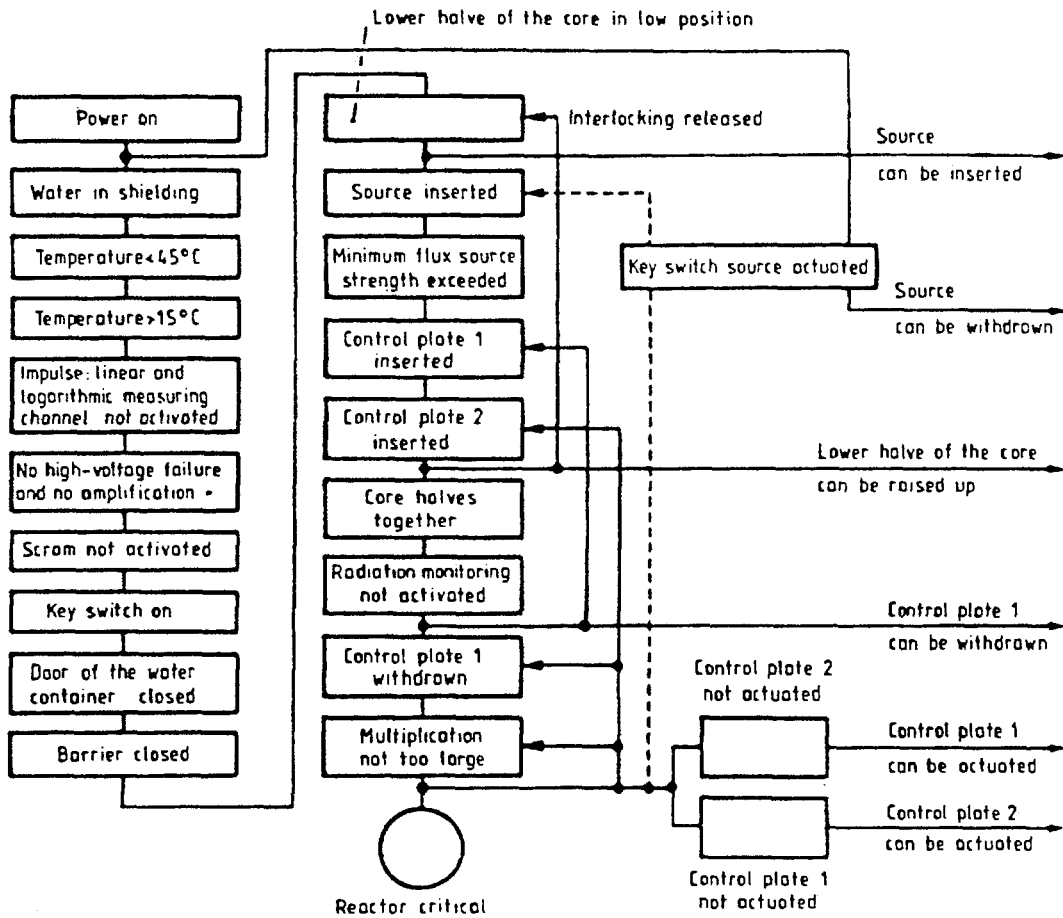 Lower halve of the core in low position
Power on
Water in shielding
Temperature<45°C
Temperature>15°C
Impulse: linear and
logarithmic measuring
channel not activated
No high-voltage failure
and no amplification -
Scram not activated
Key switch on
Door of the water
container closed
Barrier closed
Interlocking released
Source inserted
Minimum flux source
strength exceeded
Control plate 1
inserted
Control plate 2
inserted
Core halves
together
Radiation monitoring
not activated
Control plate 1
withdrawn
Multiplication
not too large
Reactor critical
Source
can be inserted
Key switch source actuated
Source
can be withdrawn
Lower halve of the core
can be raised up
Control plate 1
can be withdrawn
Control plate 2
not actuated
Control plate 1
can be actuated
Control plate 2
can be actuated
Control plate 1
not actuated